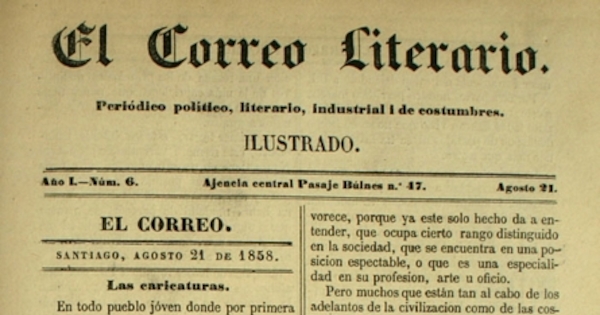 El Correo Literario.
Periódico político, literario, industrial i de costumbres.
ILUSTRADO.
Año I.—Núm. 6. Ajencia central Pasaje Búlnes n.° 47. Agosto 21.
EL CORREO.
SANTIAGO, AGOSTO 21 DE 1858.
Las caricaturas.
En todo pueblo jóven donde por primera
vorece, porque ya este solo hecho da a en-
tender, que ocupa cierto rango distinguido
en la sociedad, que se encuentra en una po-
sicion espectable, o que es una especiali-
dad en su profesion, arte u oficio.
Pero muchos que están tal al cabo de los
adelantos de la civilizacion como de las cos-